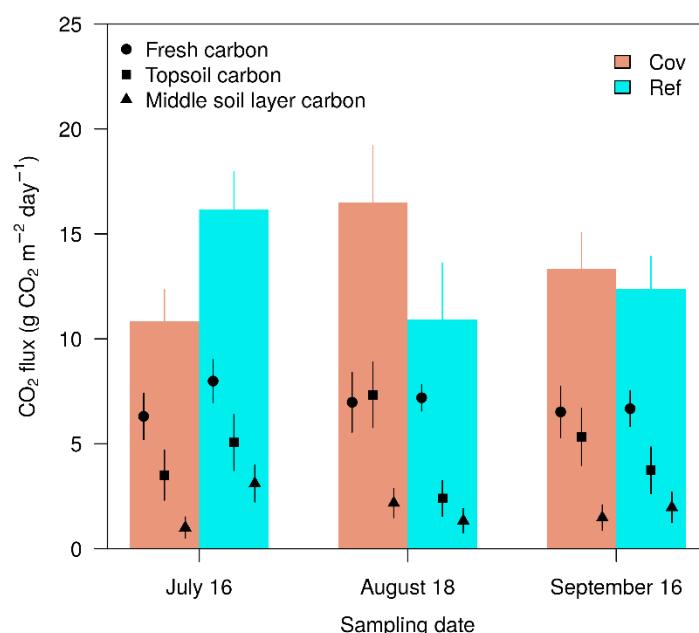 25
20
15
10
5
0
CO₂ flux (g CO₂ m⁻² day⁻¹)
Fresh carbon
Topsoil carbon
Middle soil layer carbon
Cov
Ref
July 16
August 18
September 16
Sampling date